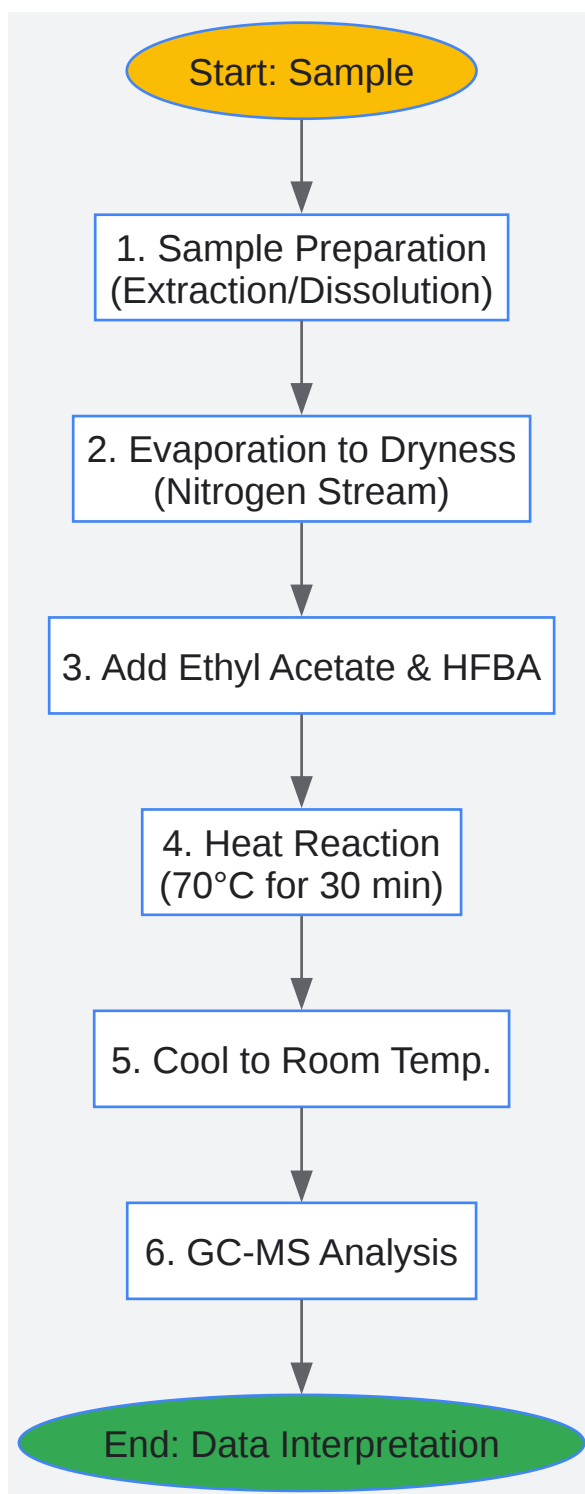 Start: Sample
1. Sample Preparation
(Extraction/Dissolution)
2. Evaporation to Dryness
(Nitrogen Stream)
3. Add Ethyl Acetate & HFBA
4. Heat Reaction
(70°C for 30 min)
5. Cool to Room Temp.
6. GC-MS Analysis
End: Data Interpretation